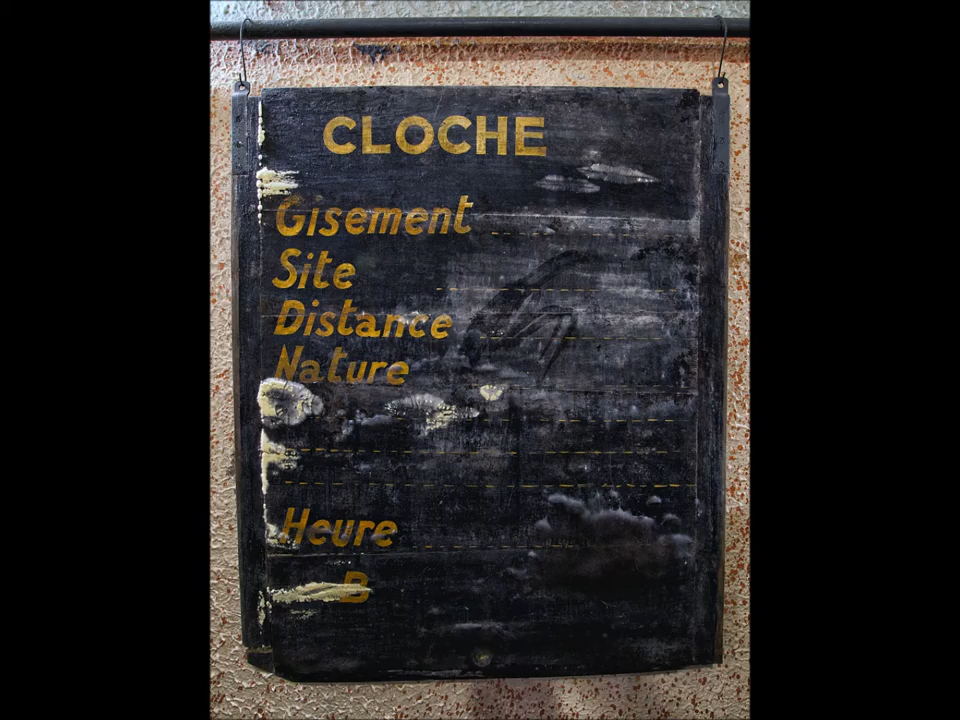 CLOCHE
Gisement
Site
Distance
Nature
Heure
B